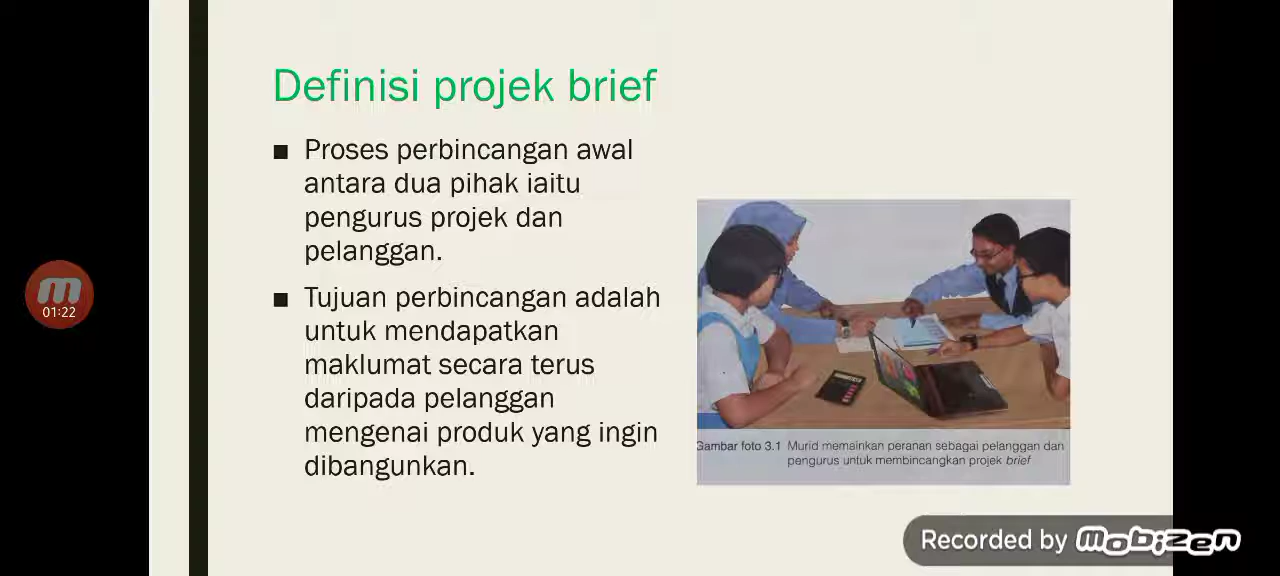 Definisi projek brief
■ Proses perbincangan awal
antara dua pihak iaitu
pengurus projek dan
pelanggan.
■ Tujuan perbincangan adalah
untuk mendapatkan
maklumat secara terus
daripada pelanggan
mengenai produk yang ingin
dibangunkan.
Gambar foto 3.1 Murid memainkan peranan sebagai pelanggan dan
pengurus untuk membincangkan projek brief
m
01:22
Recorded by mobizen